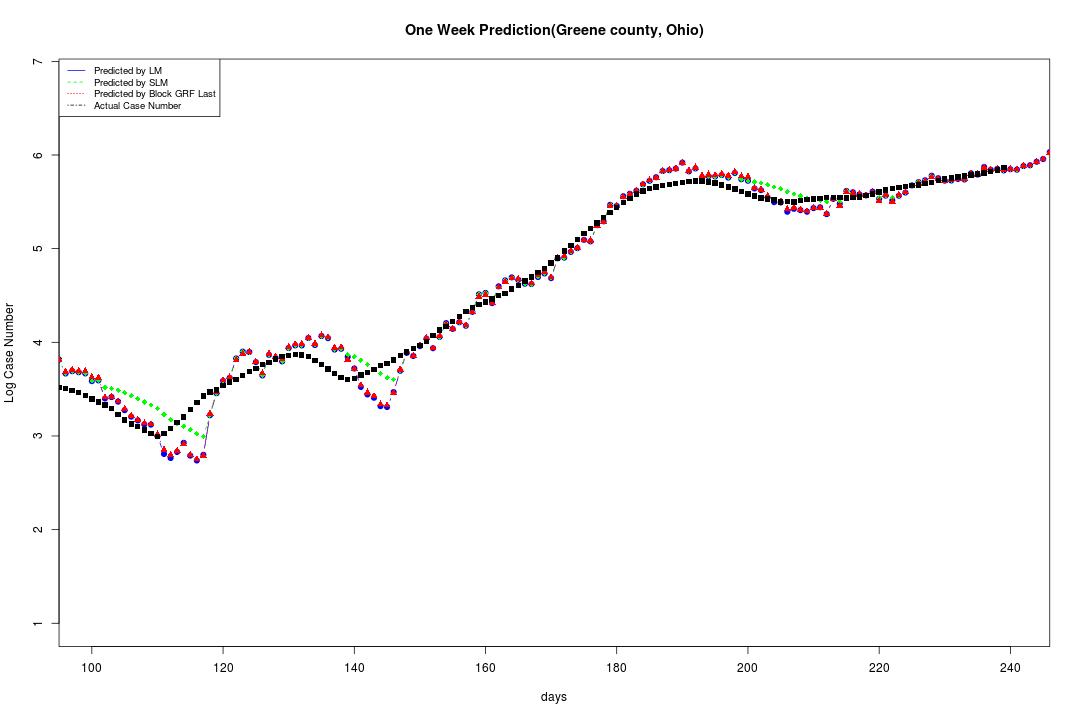 One Week Prediction(Greene county, Ohio)
Predicted by LM
Predicted by SLM
Predicted by Block GRF Last
Actual Case Number
7
6
5
4
3
2
1
Log Case Number
100 120 140 160 180 200 220 240
days